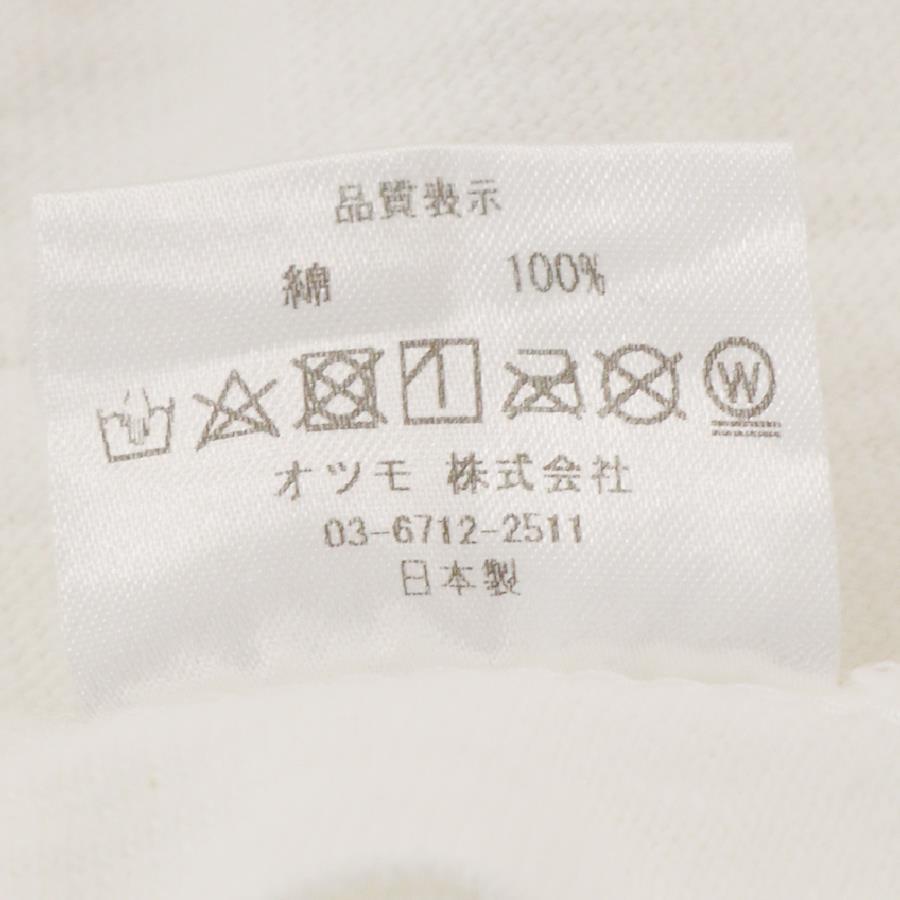 品質表示
綿 100%
W
オツモ 株式会社
03-6712-2511
日本製